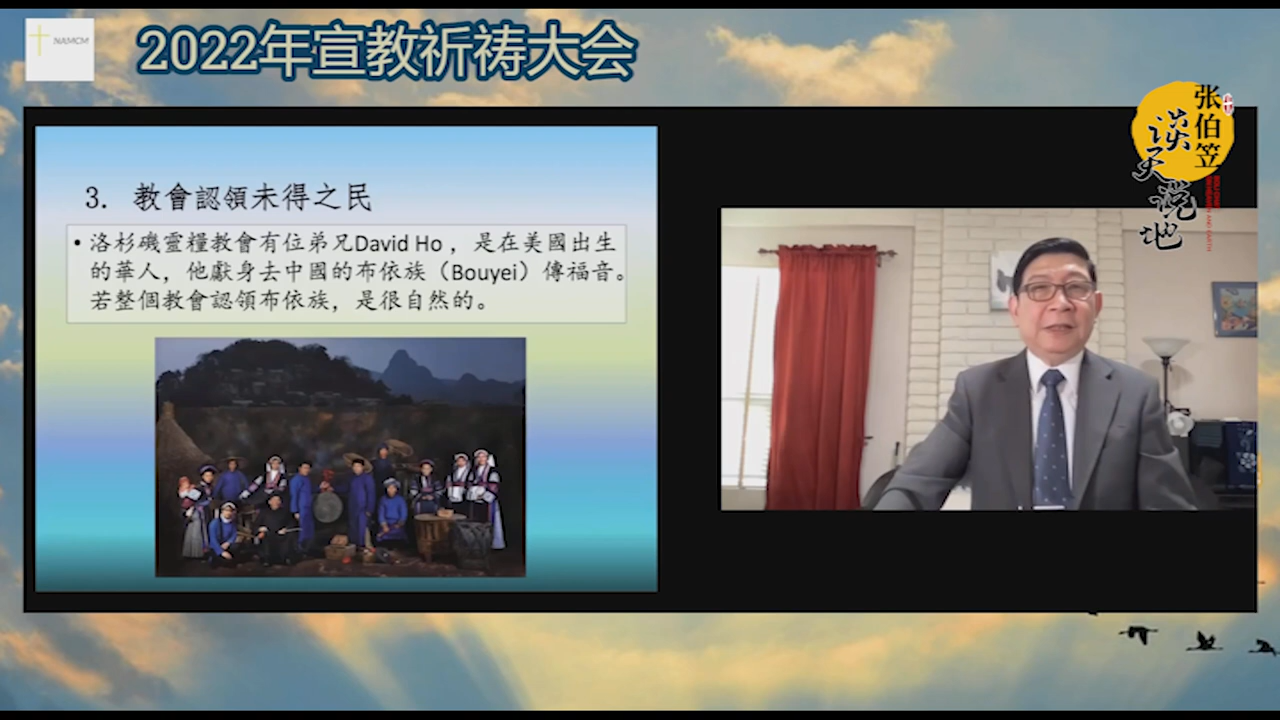 NAMCM
2022年宣教祈祷大会
张伯笠
谈天说地
3. 教會認領未得之民
• 洛杉磯靈糧教會有位弟兄David Ho，是在美國出生
的華人，他獻身去中國的布依族（Bouyei）傳福音。
若整個教會認領布依族，是很自然的。